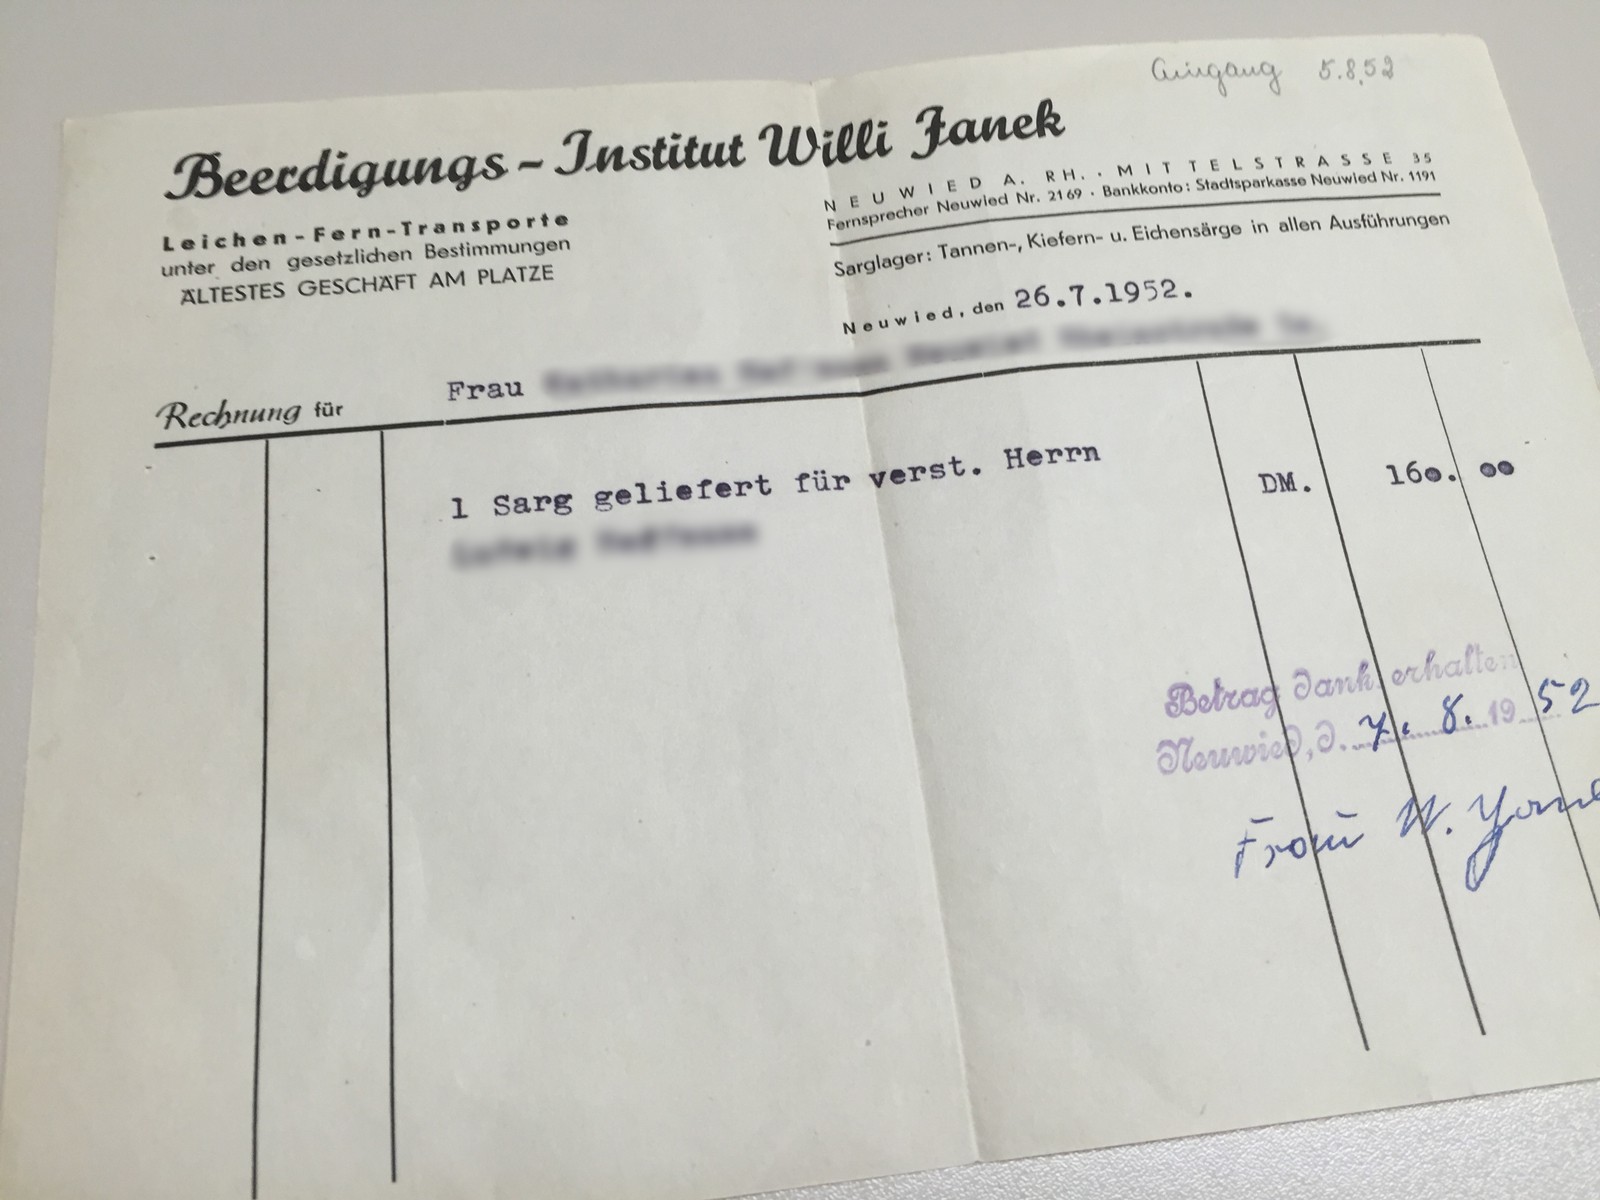 Eingang 5.8.52
Beerdigungs-Institut Willi Janek
NEUWIED A. RH. · MITTELSTRASSE 35
Fernsprecher Neuwied Nr. 2169 · Bankkonto: Stadtsparkasse Neuwied Nr. 1191
Leichen-Fern-Transporte
unter den gesetzlichen Bestimmungen
ÄLTESTES GESCHÄFT AM PLATZE
Sarglager: Tannen-, Kiefern- u. Eichensärge in allen Ausführungen
Neuwied, den 26.7.1952.
Rechnung für Frau
1 Sarg geliefert für verst. Herrn DM. 160. 00
Betrag dank. erhalten
Neuwied, d. 7. 8. 19 52
Frau W.